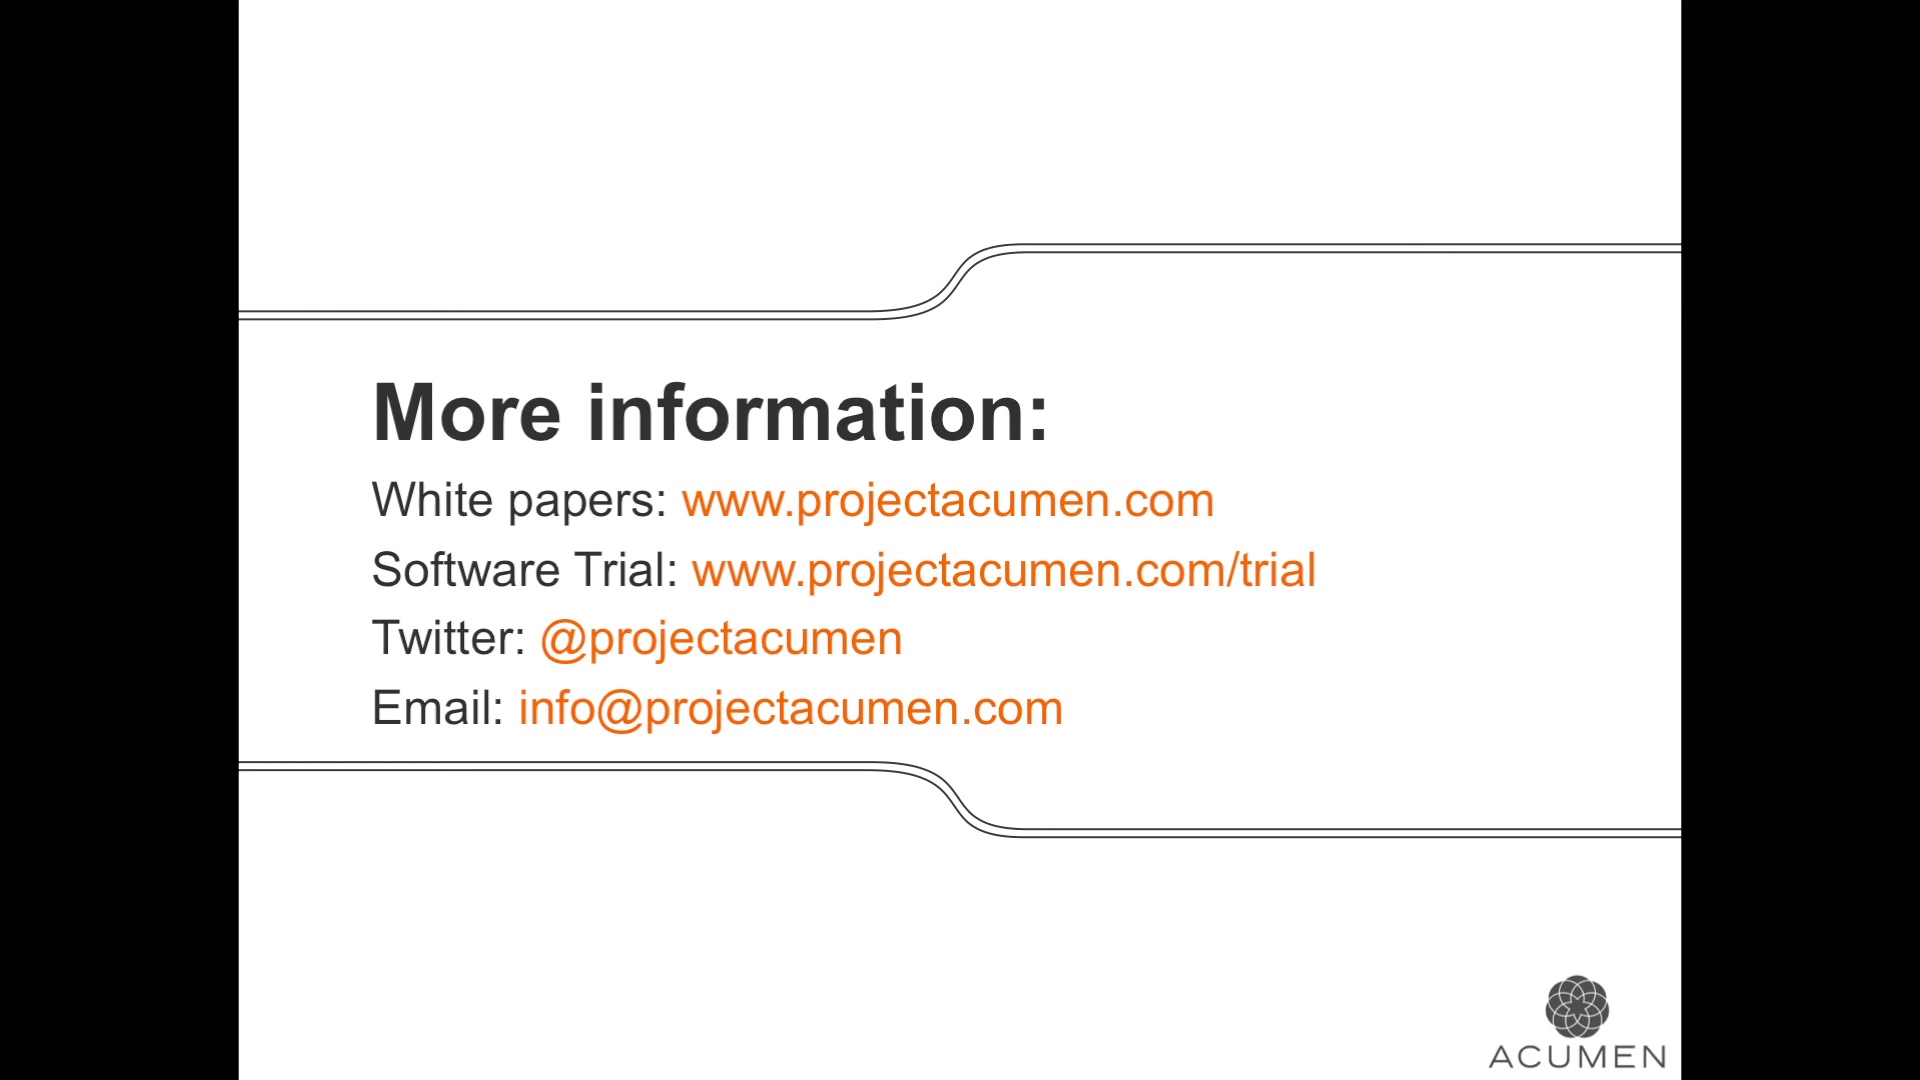 More information:
White papers: www.projectacumen.com
Software Trial: www.projectacumen.com/trial
Twitter: @projectacumen
Email: info@projectacumen.com
ACUMEN